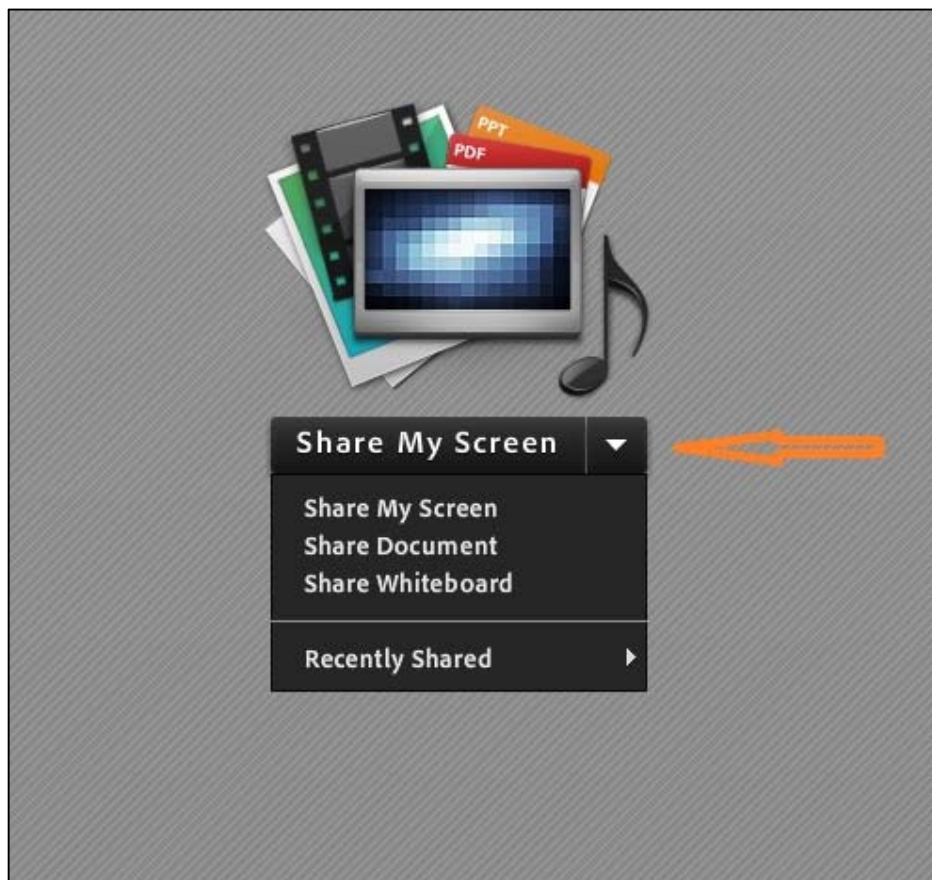 PPT
PDF
Share My Screen
Share My Screen
Share Document
Share Whiteboard
Recently Shared